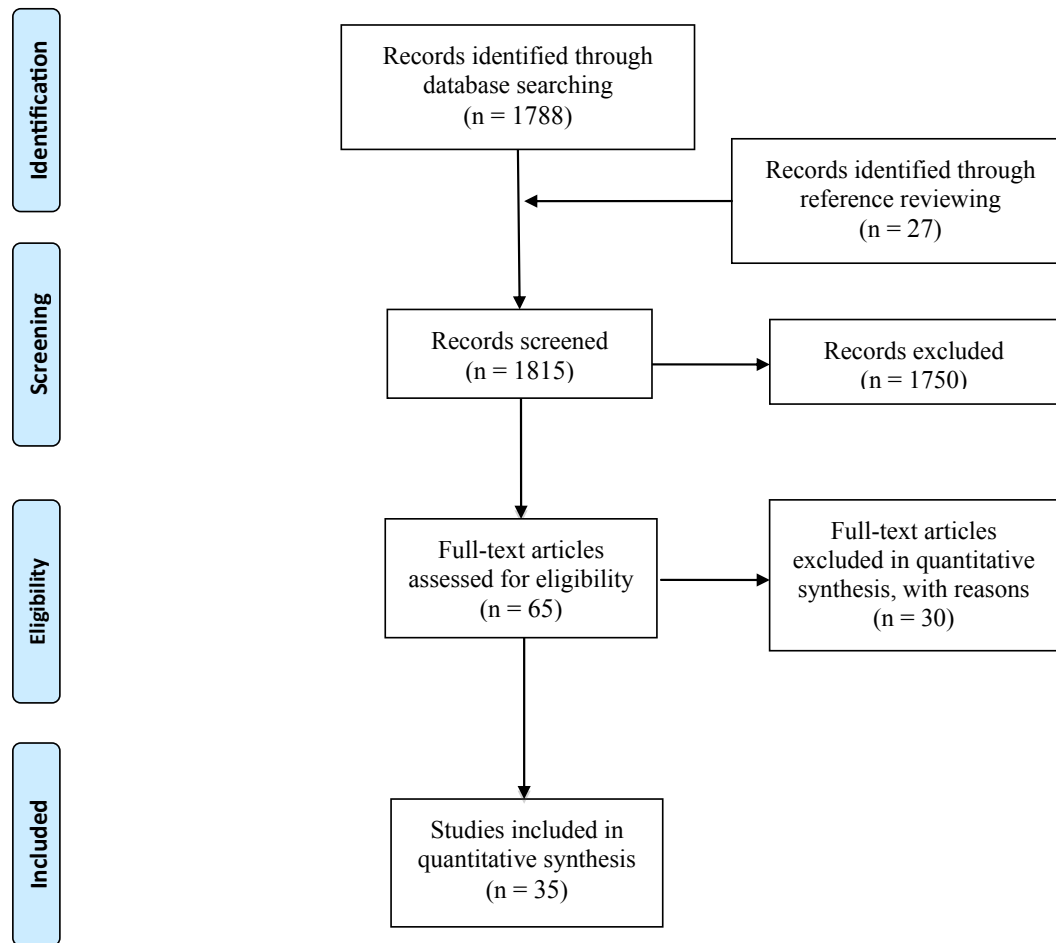 Identification
Records identified through
database searching
(n = 1788)
Records identified through
reference reviewing
(n = 27)
Screening
Records screened
(n = 1815)
Records excluded
(n = 1750)
Eligibility
Full-text articles
assessed for eligibility
(n = 65)
Full-text articles
excluded in quantitative
synthesis, with reasons
(n = 30)
Included
Studies included in
quantitative synthesis
(n = 35)